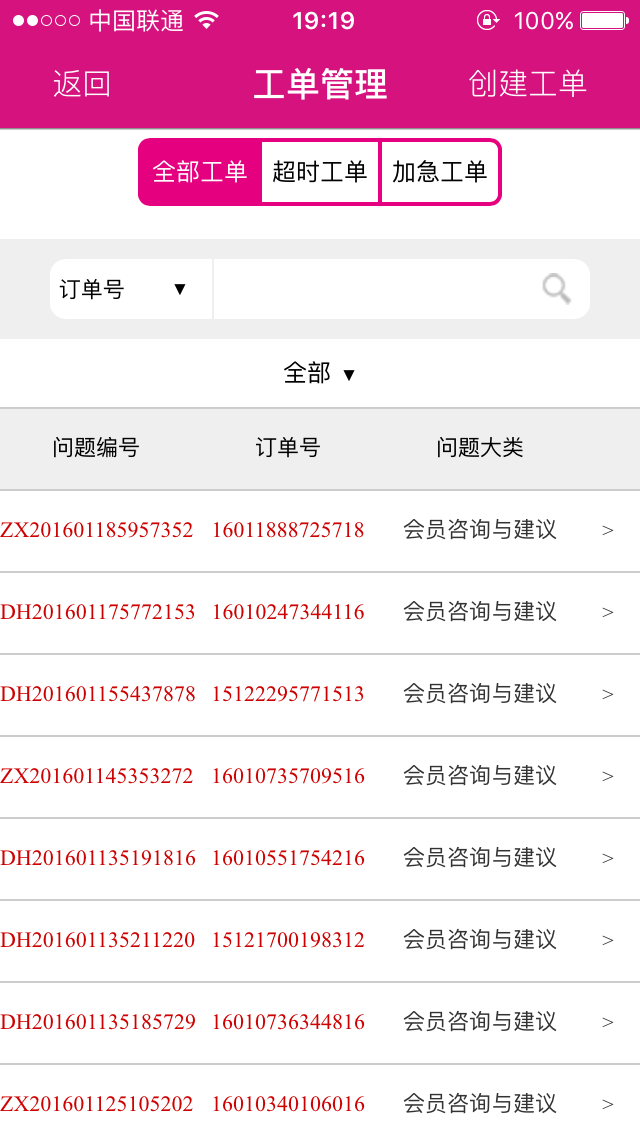 中国联通 19:19 100%
返回 工单管理 创建工单
全部工单 超时工单 加急工单
订单号 ▼
全部 ▼
问题编号 订单号 问题大类
ZX201601185957352 16011888725718 会员咨询与建议 >
DH201601175772153 16010247344116 会员咨询与建议 >
DH201601155437878 15122295771513 会员咨询与建议 >
ZX201601145353272 16010735709516 会员咨询与建议 >
DH201601135191816 16010551754216 会员咨询与建议 >
DH201601135211220 15121700198312 会员咨询与建议 >
DH201601135185729 16010736344816 会员咨询与建议 >
ZX201601125105202 16010340106016 会员咨询与建议 >